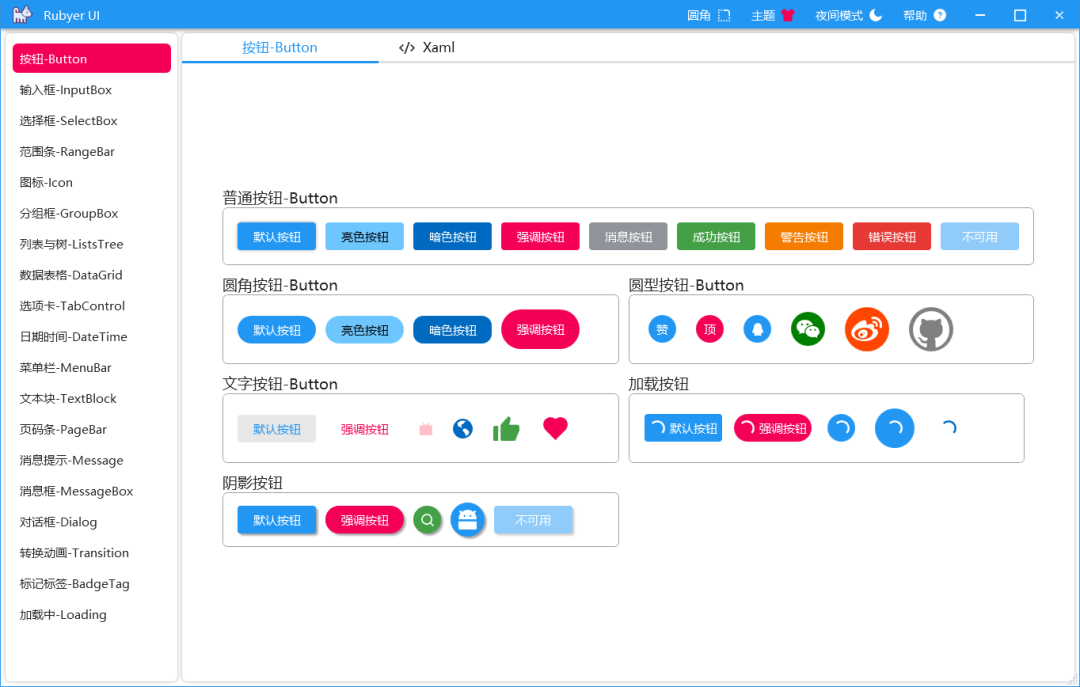 Rubyer UI
圆角
主题
夜间模式
帮助
按钮-Button
输入框-InputBox
选择框-SelectBox
范围条-RangeBar
图标-Icon
分组框-GroupBox
列表与树-ListsTree
数据表格-DataGrid
选项卡-TabControl
日期时间-DateTime
菜单栏-MenuBar
文本块-TextBlock
页码条-PageBar
消息提示-Message
消息框-MessageBox
对话框-Dialog
转换动画-Transition
标记标签-BadgeTag
加载中-Loading
按钮-Button
</> Xaml
普通按钮-Button
默认按钮 亮色按钮 暗色按钮 强调按钮 消息按钮 成功按钮 警告按钮 错误按钮 不可用
圆角按钮-Button
默认按钮 亮色按钮 暗色按钮 强调按钮
圆型按钮-Button
赞 顶
文字按钮-Button
默认按钮 强调按钮
加载按钮
默认按钮 强调按钮
阴影按钮
默认按钮 强调按钮 不可用